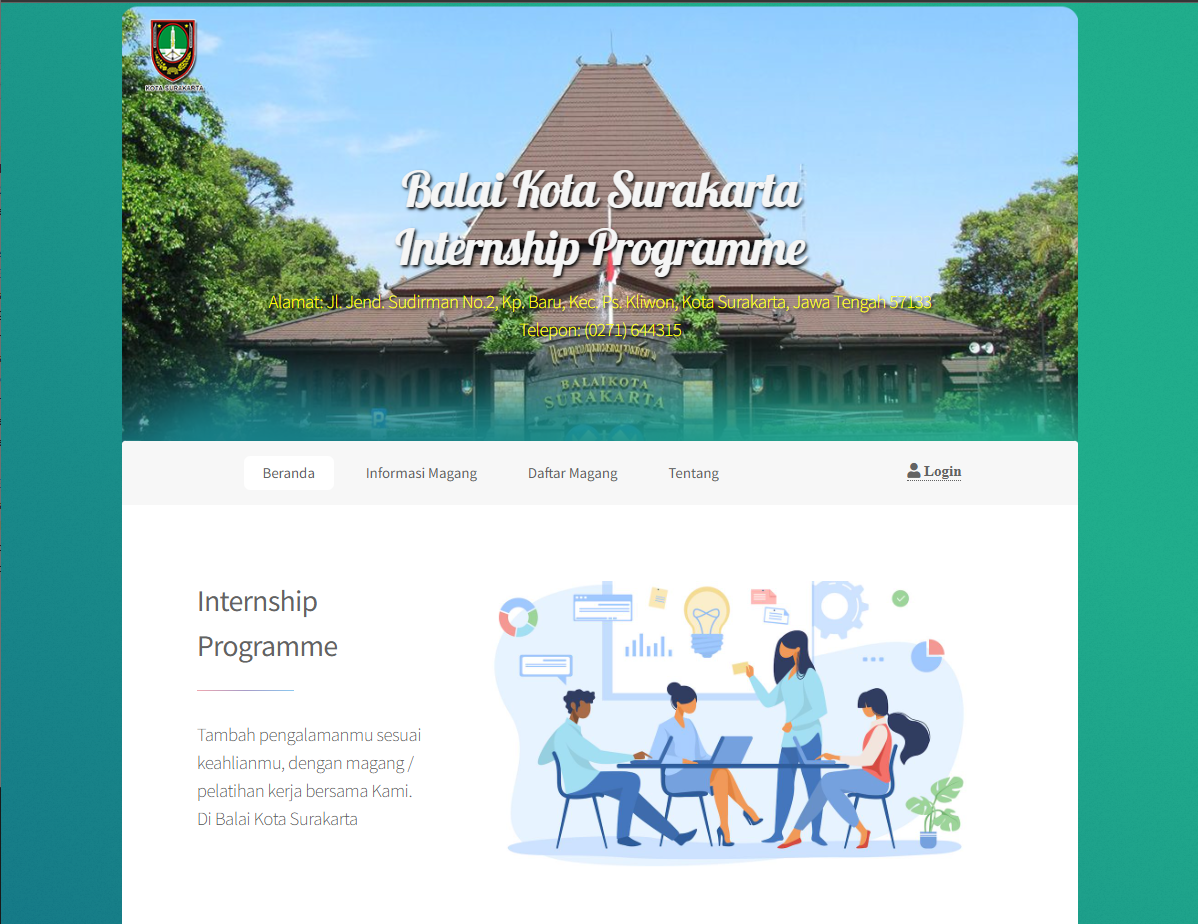 KOTA SURAKARTA
Balai Kota Surakarta
Internship Programme
Alamat: Jl. Jend. Sudirman No.2, Kp. Baru, Kec. Ps. Kliwon, Kota Surakarta, Jawa Tengah 57133
Telepon: (0271) 644315
BALAIKOTA
SURAKARTA
P
Beranda
Informasi Magang
Daftar Magang
Tentang
Login
Internship
Programme
Tambah pengalamanmu sesuai
keahlianmu, dengan magang /
pelatihan kerja bersama Kami.
Di Balai Kota Surakarta